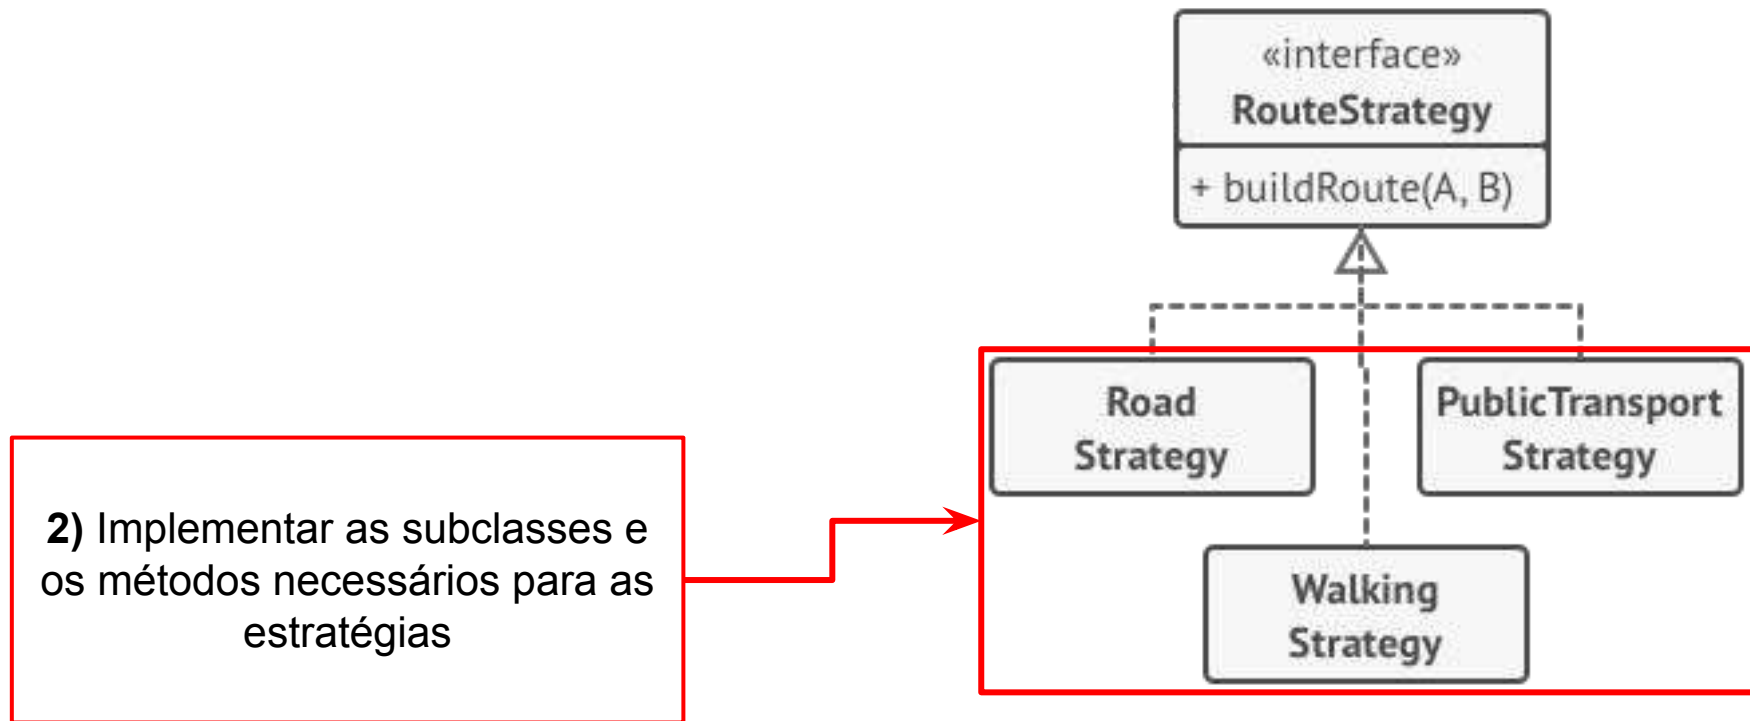 «interface»
RouteStrategy
+ buildRoute(A, B)
Road
Strategy
PublicTransport
Strategy
Walking
Strategy
2) Implementar as subclasses e
os métodos necessários para as
estratégias